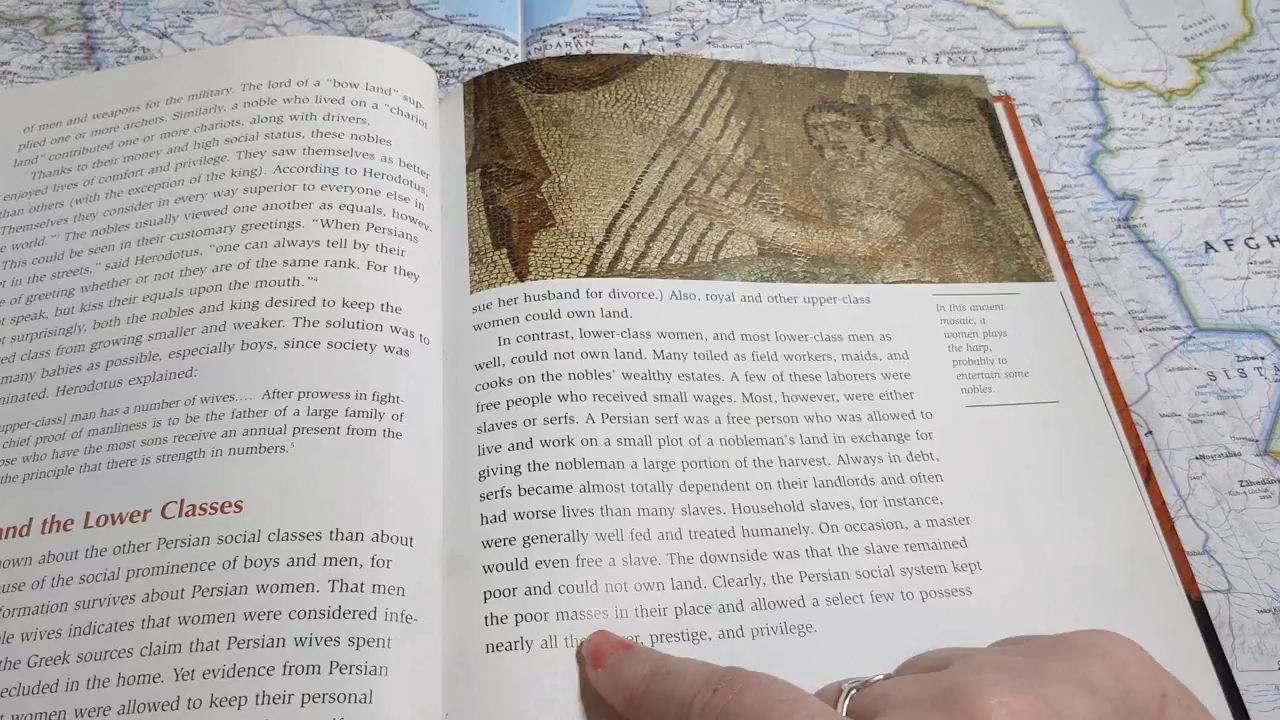 of men and weapons for the military. The lord of a "bow land" sup-
plied one or more archers. Similarly, a noble who lived on a "chariot
land" contributed one or more chariots, along with drivers.
Thanks to their money and high social status, these nobles
enjoyed lives of comfort and privilege. They saw themselves as better
than others (with the exception of the king). According to Herodotus,
Themselves they consider in every way superior to everyone else in
world."³ The nobles usually viewed one another as equals, howev-
This could be seen in their customary greetings. "When Persians
in the streets," said Herodotus, "one can always tell by their
of greeting whether or not they are of the same rank. For they
speak, but kiss their equals upon the mouth."⁴
surprisingly, both the nobles and king desired to keep the
class from growing smaller and weaker. The solution was to
many babies as possible, especially boys, since society was
Herodotus explained:
upper-class] man has a number of wives.... After prowess in fight-
chief proof of manliness is to be the father of a large family of
who have the most sons receive an annual present from the
the principle that there is strength in numbers.⁵
and the Lower Classes
about the other Persian social classes than about
of the social prominence of boys and men, for
survives about Persian women. That men
wives indicates that women were considered infe-
the Greek sources claim that Persian wives spent
in the home. Yet evidence from Persian
women were allowed to keep their personal
sue her husband for divorce.) Also, royal and other upper-class
women could own land.
In contrast, lower-class women, and most lower-class men as
well, could not own land. Many toiled as field workers, maids, and
cooks on the nobles' wealthy estates. A few of these laborers were
free people who received small wages. Most, however, were either
slaves or serfs. A Persian serf was a free person who was allowed to
live and work on a small plot of a nobleman's land in exchange for
giving the nobleman a large portion of the harvest. Always in debt,
serfs became almost totally dependent on their landlords and often
had worse lives than many slaves. Household slaves, for instance,
were generally well fed and treated humanely. On occasion, a master
would even free a slave. The downside was that the slave remained
poor and could not own land. Clearly, the Persian social system kept
the poor masses in their place and allowed a select few to possess
nearly all the prestige, and privilege.
In this ancient
mosaic, a
women plays
the harp,
probably to
entertain some
nobles.
AFGH
SISTA
Zāhedān